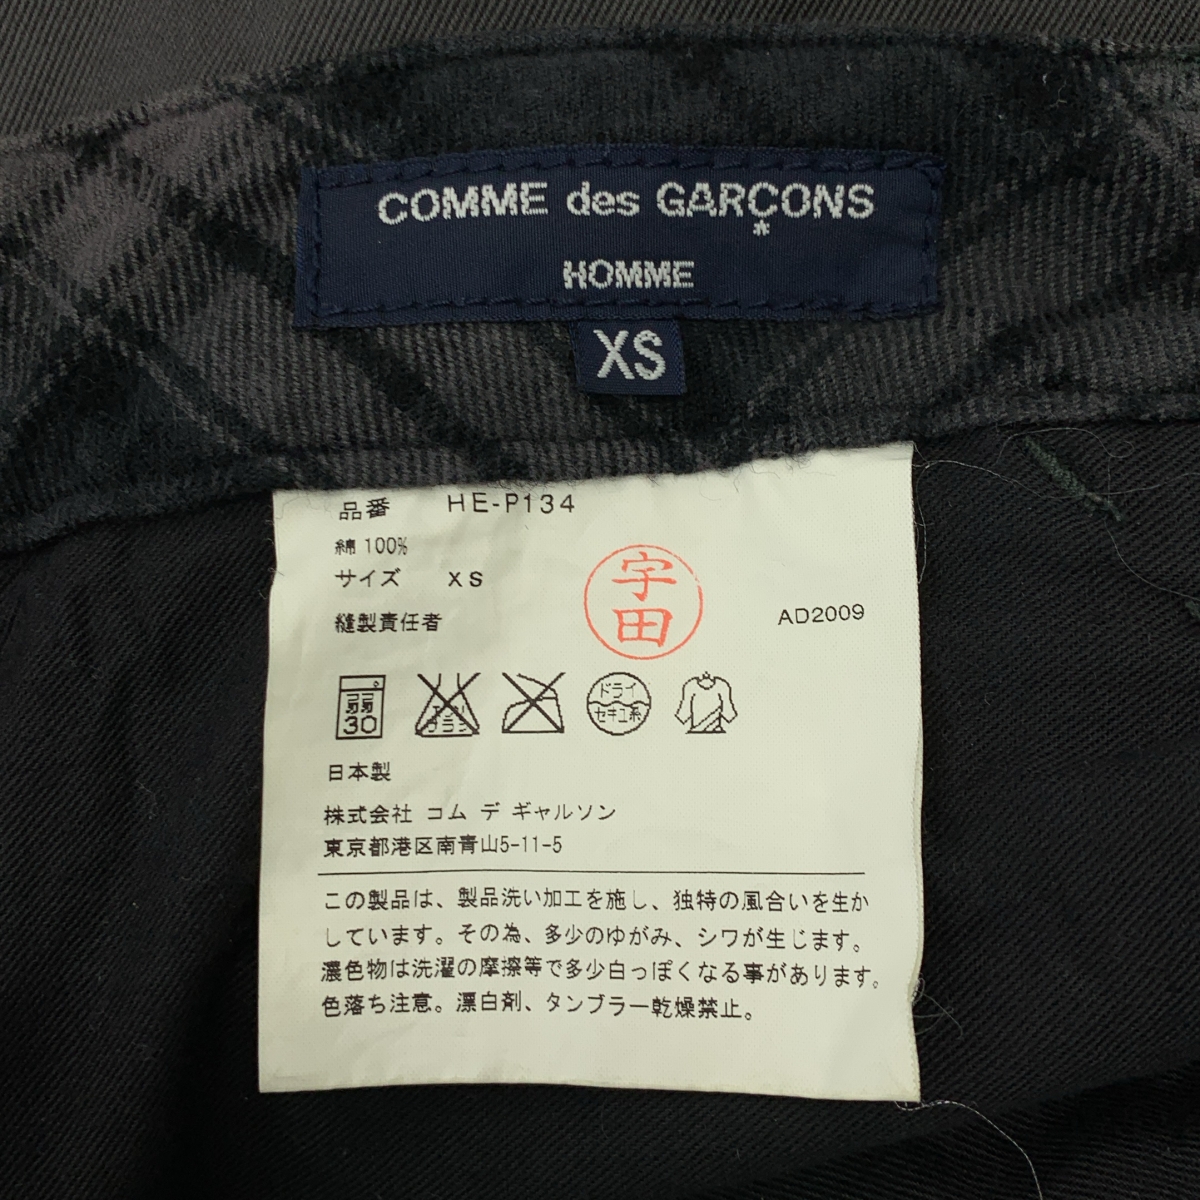 COMME des GARÇONS
*
HOMME
XS
品番 HE-P134
綿 100%
サイズ XS
縫製責任者
宇
田
AD2009
弱
30
エンソ
サラシ
ドライ
セキユ系
日本製
株式会社 コム デ ギャルソン
東京都港区南青山5-11-5
この製品は、製品洗い加工を施し、独特の風合いを生か
しています。その為、多少のゆがみ、シワが生じます。
濃色物は洗濯の摩擦等で多少白っぽくなる事があります。
色落ち注意。漂白剤、タンブラー乾燥禁止。